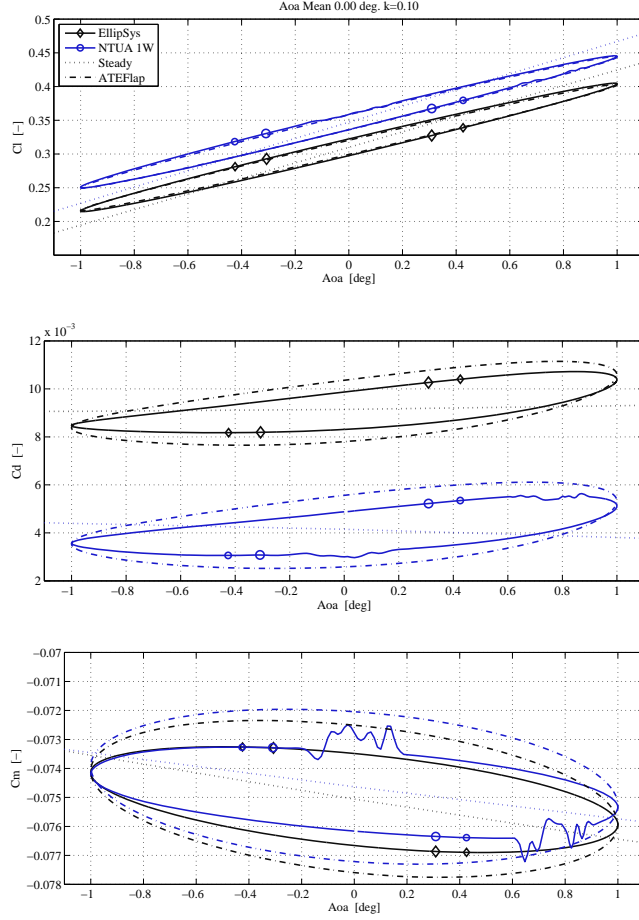 Aoa Mean 0.00 deg. k=0.10
0.5
0.45
0.4
0.35
0.3
0.25
0.2
Cl [−]
EllipSys
NTUA 1W
Steady
ATEFlap
−1 −0.8 −0.6 −0.4 −0.2 0 0.2 0.4 0.6 0.8 1
Aoa [deg]
x 10−3
12
10
8
6
4
2
Cd [−]
−1 −0.8 −0.6 −0.4 −0.2 0 0.2 0.4 0.6 0.8 1
Aoa [deg]
−0.07
−0.071
−0.072
−0.073
−0.074
−0.075
−0.076
−0.077
−0.078
Cm [−]
−1 −0.8 −0.6 −0.4 −0.2 0 0.2 0.4 0.6 0.8 1
Aoa [deg]